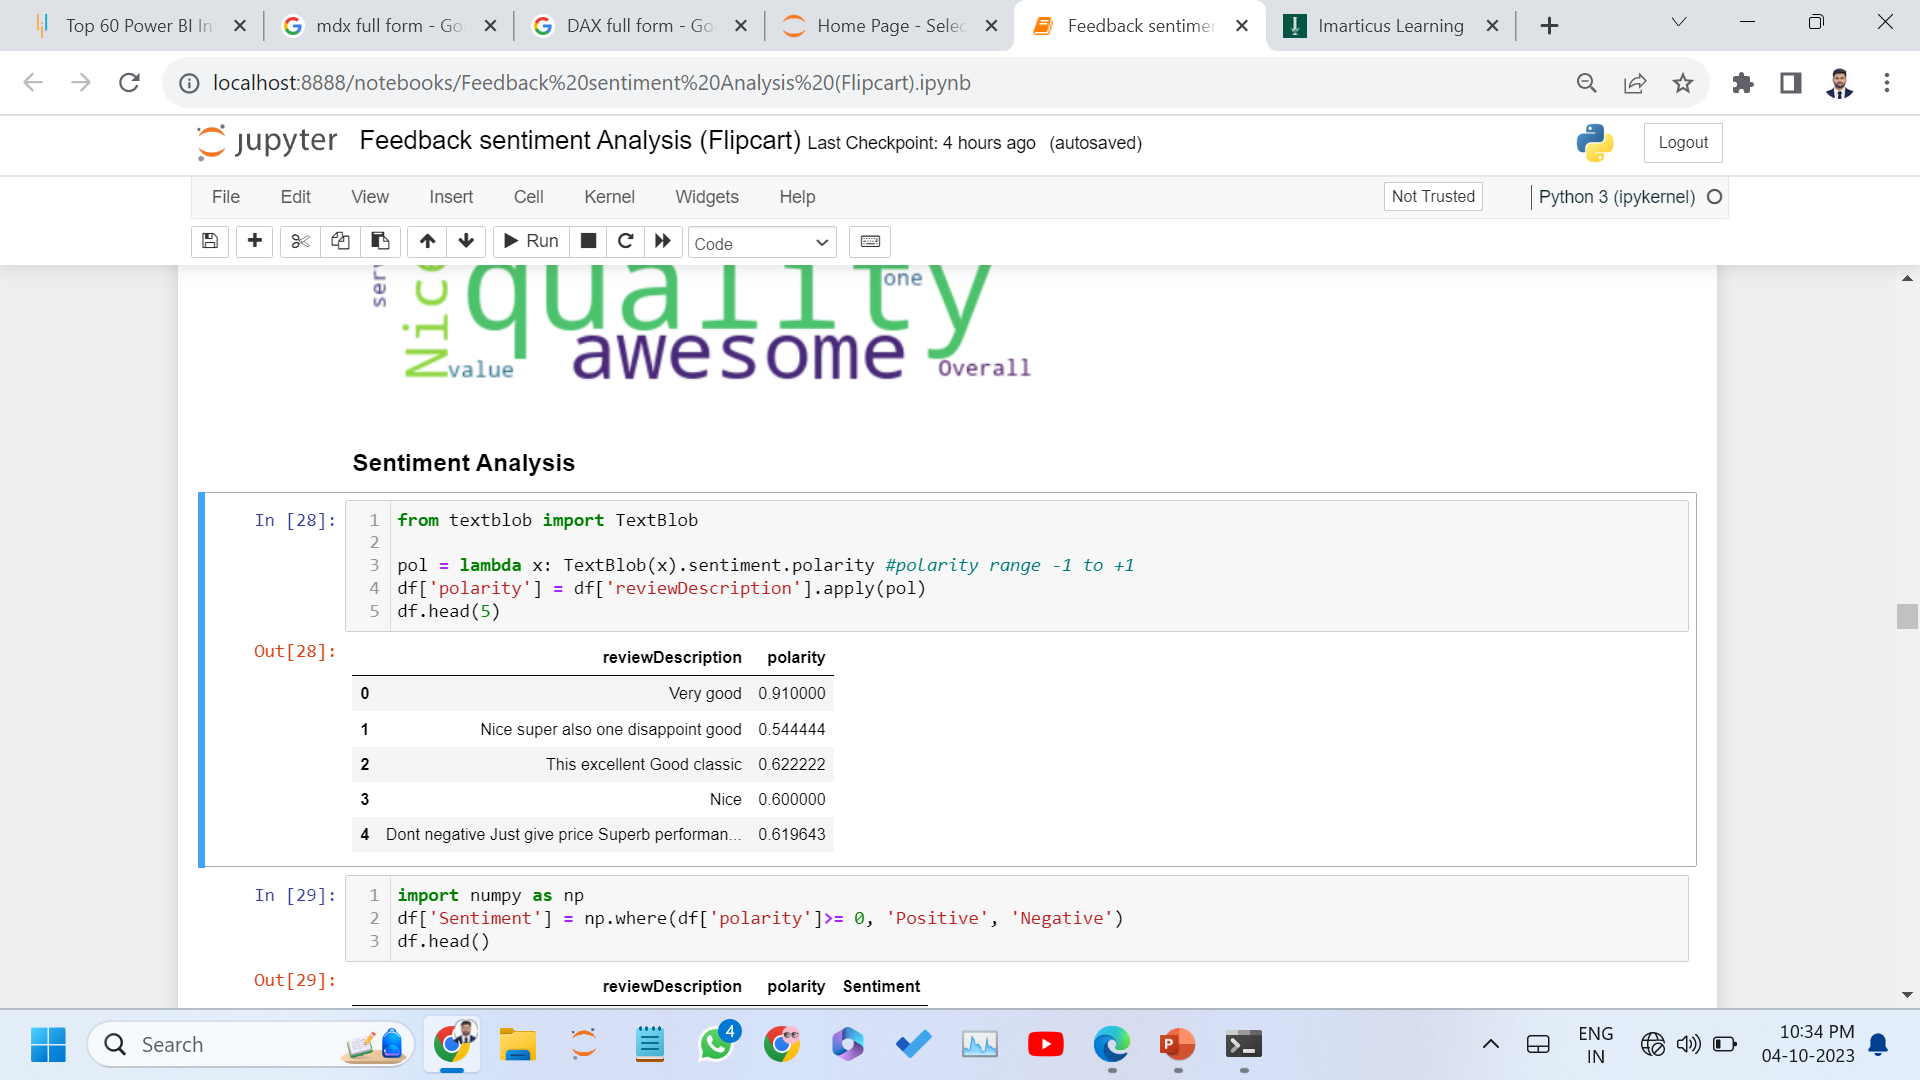 Top 60 Power BI In
mdx full form - Go
DAX full form - Go
Home Page - Selec
Feedback sentimen
Imarticus Learning
localhost:8888/notebooks/Feedback%20sentiment%20Analysis%20(Flipcart).ipynb
jupyter Feedback sentiment Analysis (Flipcart) Last Checkpoint: 4 hours ago (autosaved)
Logout
File Edit View Insert Cell Kernel Widgets Help
Not Trusted
Python 3 (ipykernel)
Run
Code
ser
Nice
quality
one
awesome
value
Overall
Sentiment Analysis
In [28]:
1 from textblob import TextBlob
2
3 pol = lambda x: TextBlob(x).sentiment.polarity #polarity range -1 to +1
4 df['polarity'] = df['reviewDescription'].apply(pol)
5 df.head(5)
Out[28]:
reviewDescription polarity
0 Very good 0.910000
1 Nice super also one disappoint good 0.544444
2 This excellent Good classic 0.622222
3 Nice 0.600000
4 Dont negative Just give price Superb performan... 0.619643
In [29]:
1 import numpy as np
2 df['Sentiment'] = np.where(df['polarity']>= 0, 'Positive', 'Negative')
3 df.head()
Out[29]:
reviewDescription polarity Sentiment
Search
4
ENG
IN
10:34 PM
04-10-2023